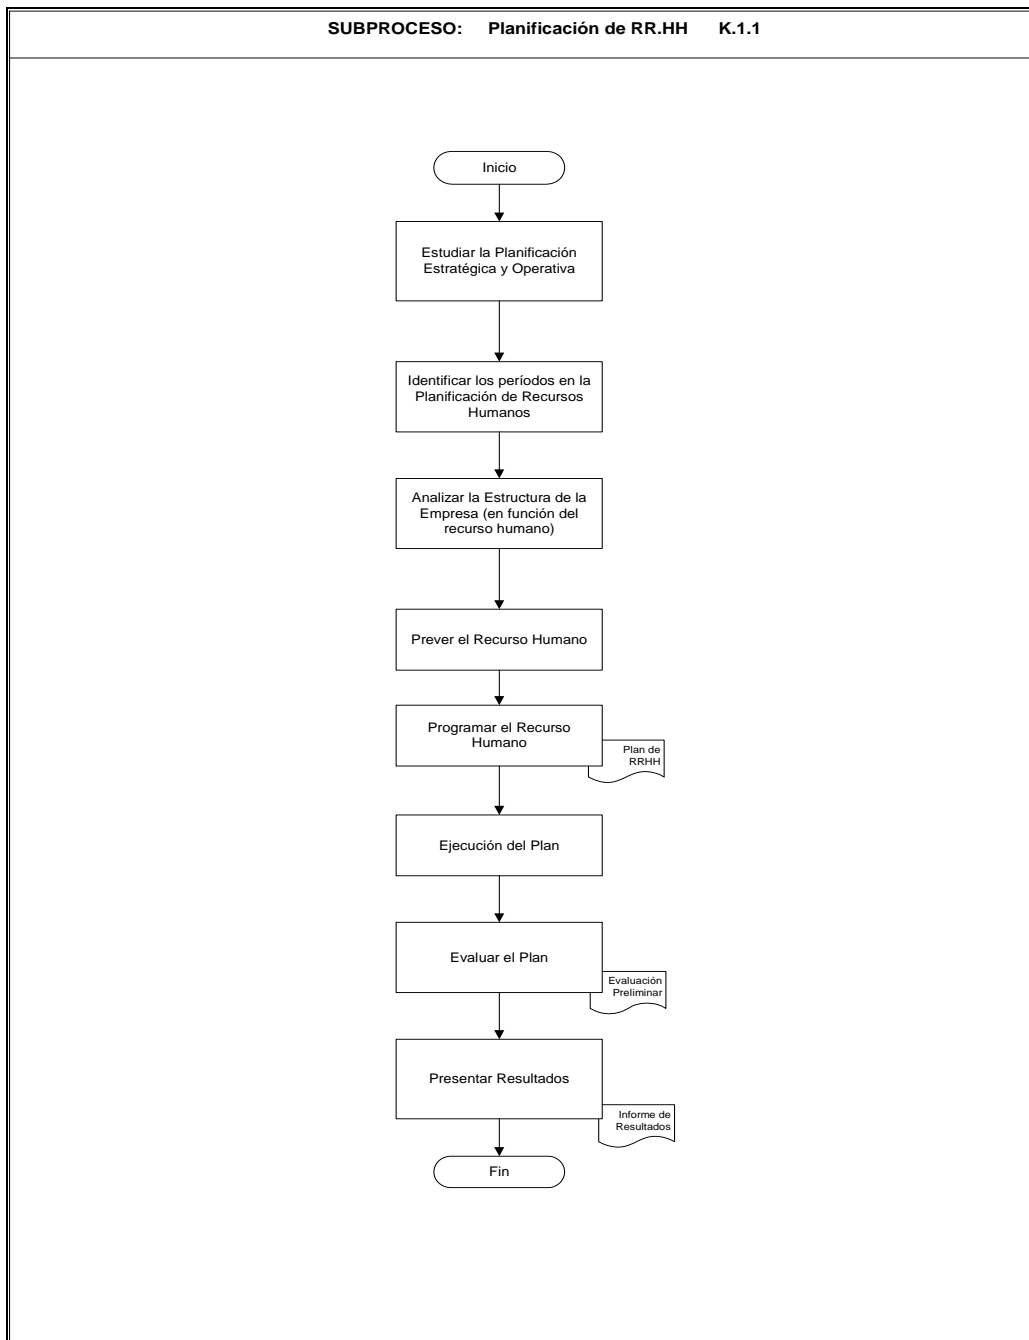 SUBPROCESO: Planificación de RR.HH K.1.1
Inicio
Estudiar la Planificación
Estratégica y Operativa
Identificar los períodos en la
Planificación de Recursos
Humanos
Analizar la Estructura de la
Empresa (en función del
recurso humano)
Prever el Recurso Humano
Programar el Recurso
Humano
Plan de
RRHH
Ejecución del Plan
Evaluar el Plan
Evaluación
Preliminar
Presentar Resultados
Informe de
Resultados
Fin